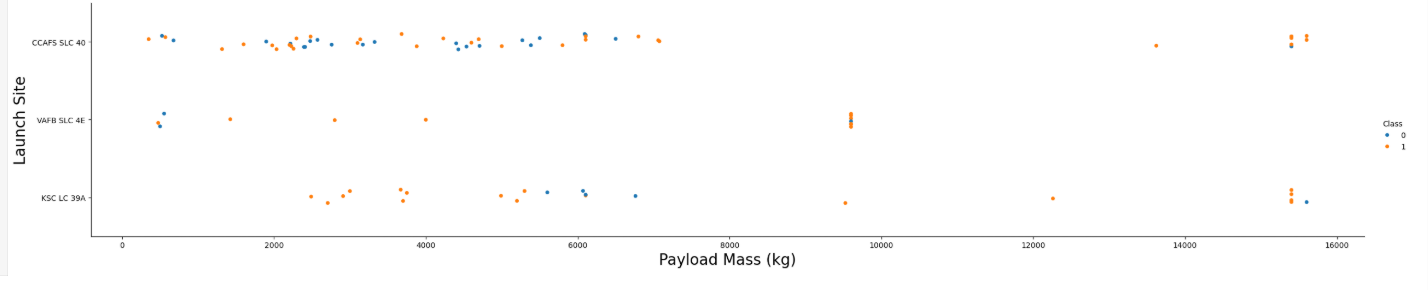 CCAFS SLC 40
VAFB SLC 4E
KSC LC 39A
Launch Site
0 2000 4000 6000 8000 10000 12000 14000 16000
Payload Mass (kg)
Class
0
1